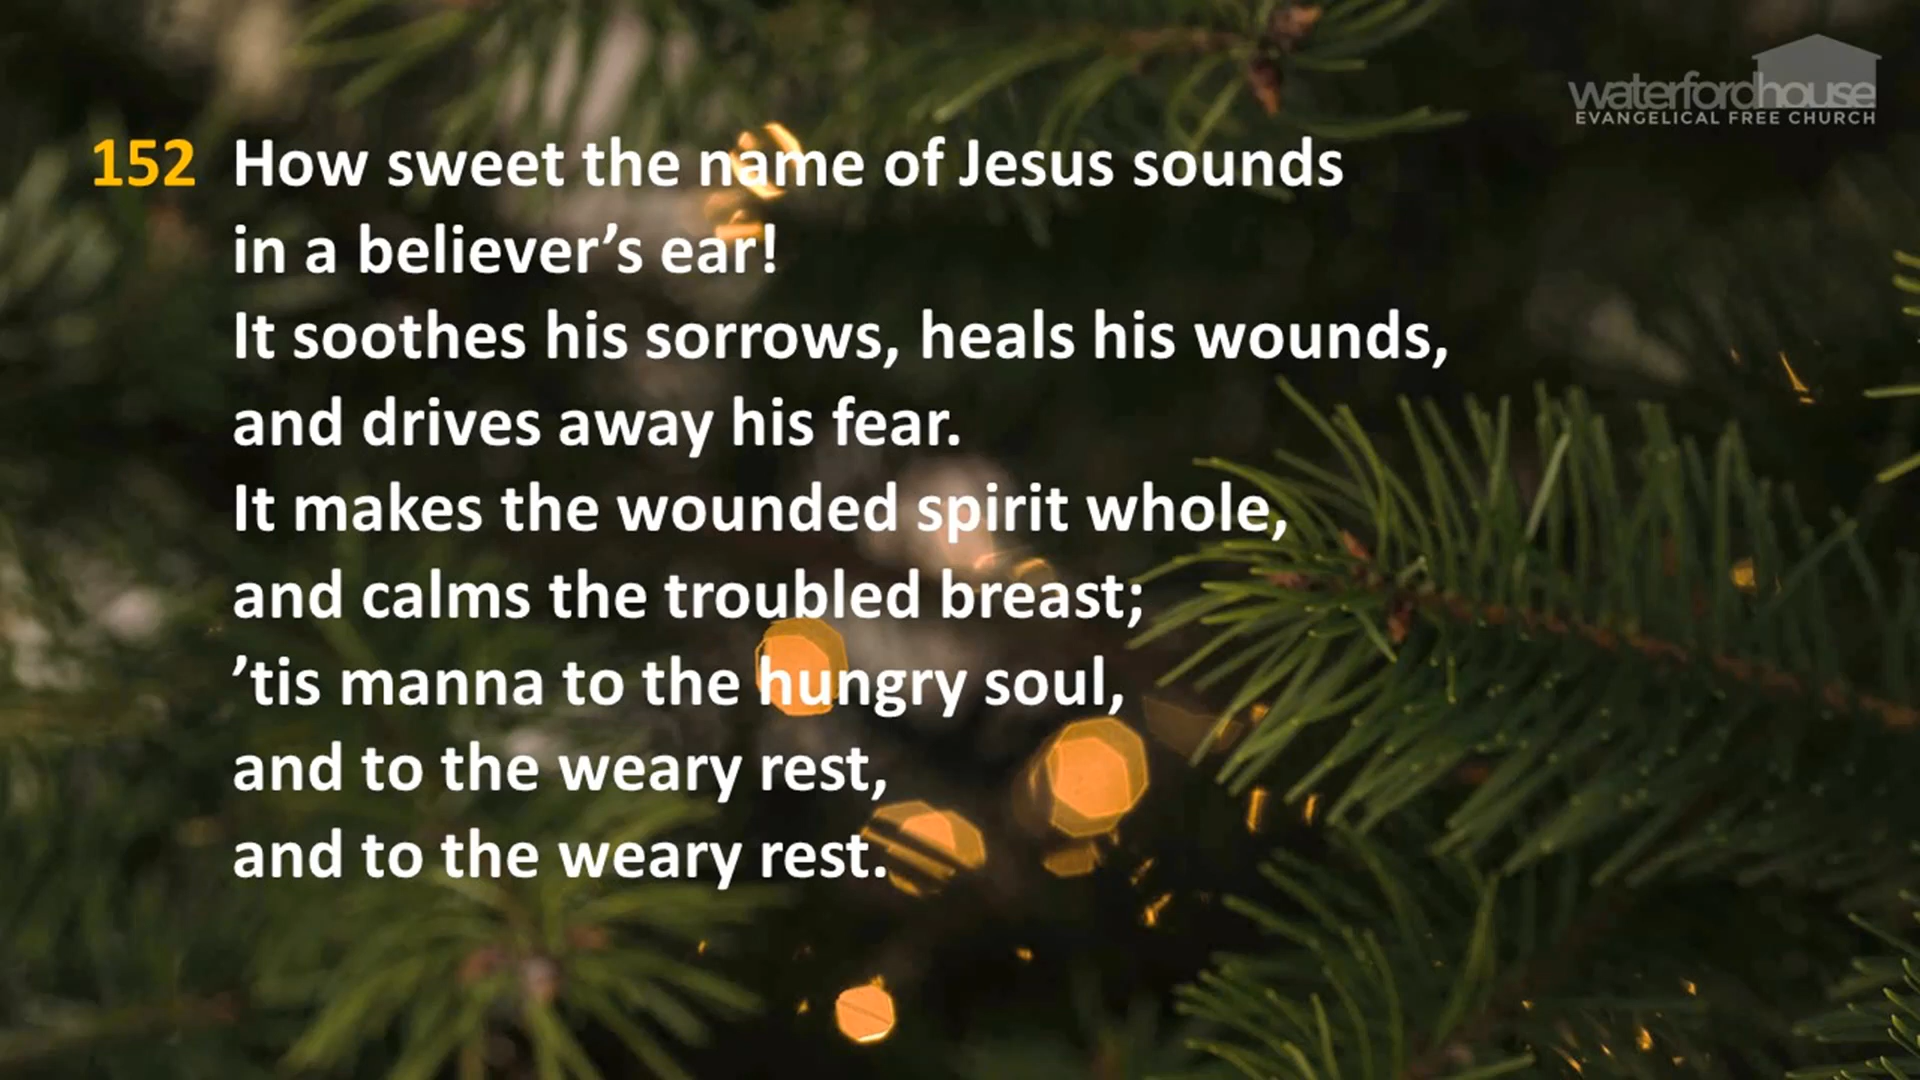 waterfordhouse
EVANGELICAL FREE CHURCH
152 How sweet the name of Jesus sounds
in a believer’s ear!
It soothes his sorrows, heals his wounds,
and drives away his fear.
It makes the wounded spirit whole,
and calms the troubled breast;
’tis manna to the hungry soul,
and to the weary rest,
and to the weary rest.